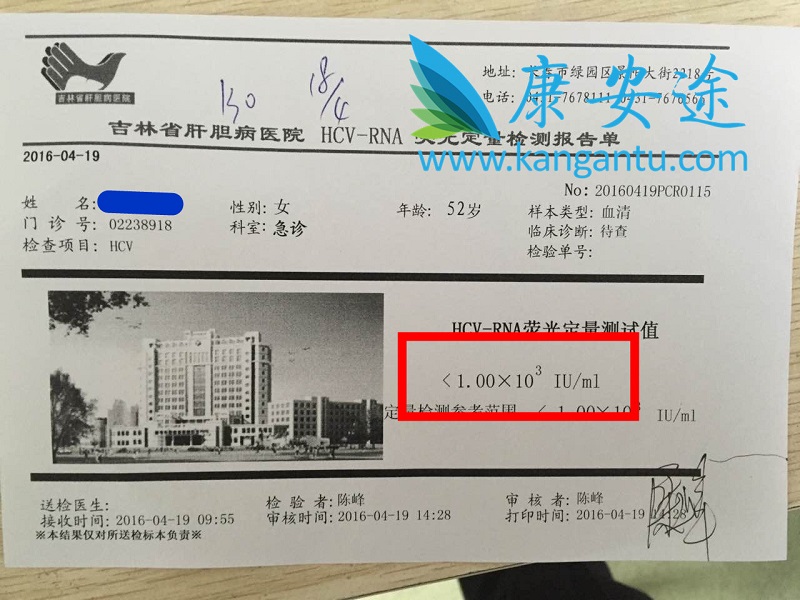 吉林省肝胆病医院
130
18/4
康安途
www.kangantu.com
地址: 长春市绿园区景阳大街2218号
电话:
吉林省肝胆病医院 HCV-RNA 荧光定量检测报告单
2016-04-19
No: 20160419PCR0115
姓 名:
性别: 女
年龄: 52岁
样本类型: 血清
门 诊 号: 02238918
科室: 急诊
临床诊断: 待查
检查项目: HCV
检验单号:
HCV-RNA荧光定量测试值
<1.00×10³ IU/ml
定量检测参考范围 < 1.00×10³ IU/ml
送检医生:
检 验 者: 陈峰
审 核 者: 陈峰
接收时间: 2016-04-19 09:55
审核时间: 2016-04-19 14:28
打印时间: 2016-04-19 14:28
※本结果仅对所送检标本负责※